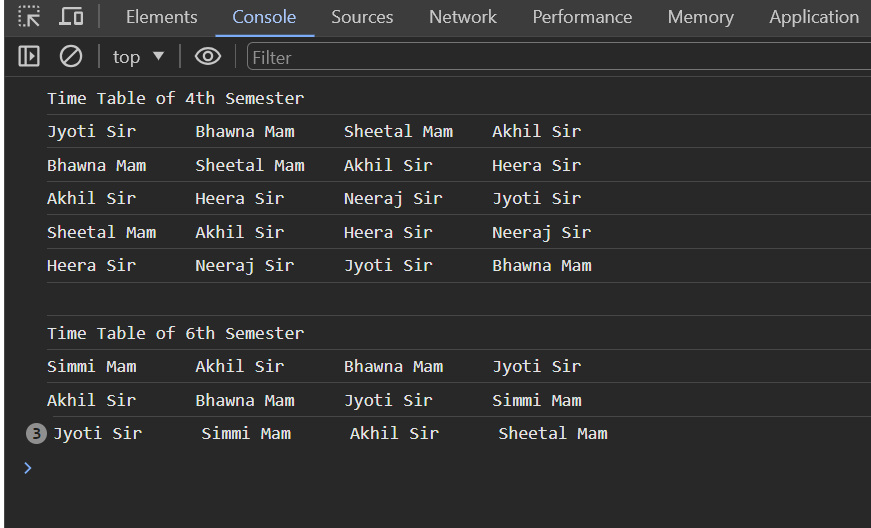 Elements Console Sources Network Performance Memory Application
top Filter
Time Table of 4th Semester
Jyoti Sir Bhawna Mam Sheetal Mam Akhil Sir
Bhawna Mam Sheetal Mam Akhil Sir Heera Sir
Akhil Sir Heera Sir Neeraj Sir Jyoti Sir
Sheetal Mam Akhil Sir Heera Sir Neeraj Sir
Heera Sir Neeraj Sir Jyoti Sir Bhawna Mam
Time Table of 6th Semester
Simmi Mam Akhil Sir Bhawna Mam Jyoti Sir
Akhil Sir Bhawna Mam Jyoti Sir Simmi Mam
3 Jyoti Sir Simmi Mam Akhil Sir Sheetal Mam